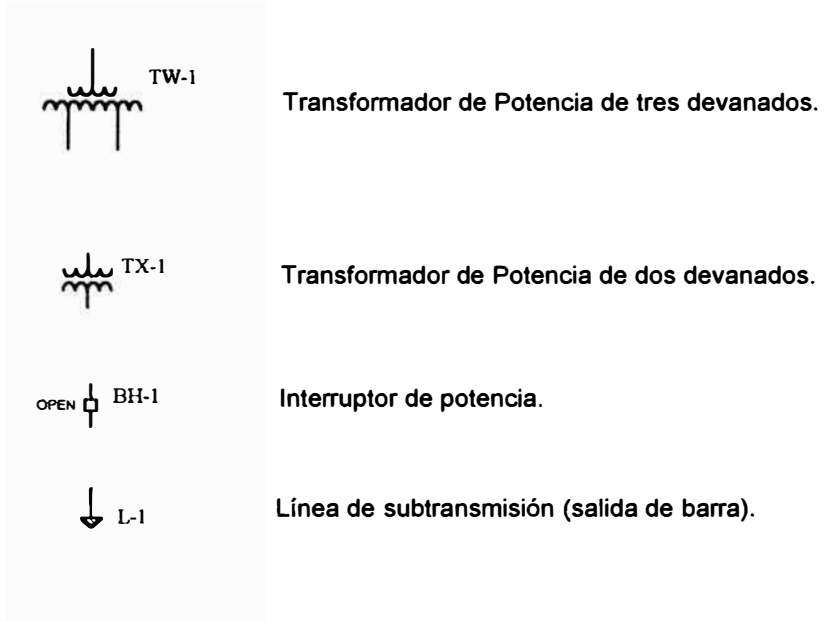 TW-1
Transformador de Potencia de tres devanados.
TX-1
Transformador de Potencia de dos devanados.
OPEN BH-1
Interruptor de potencia.
L-1
Línea de subtransmisión (salida de barra).